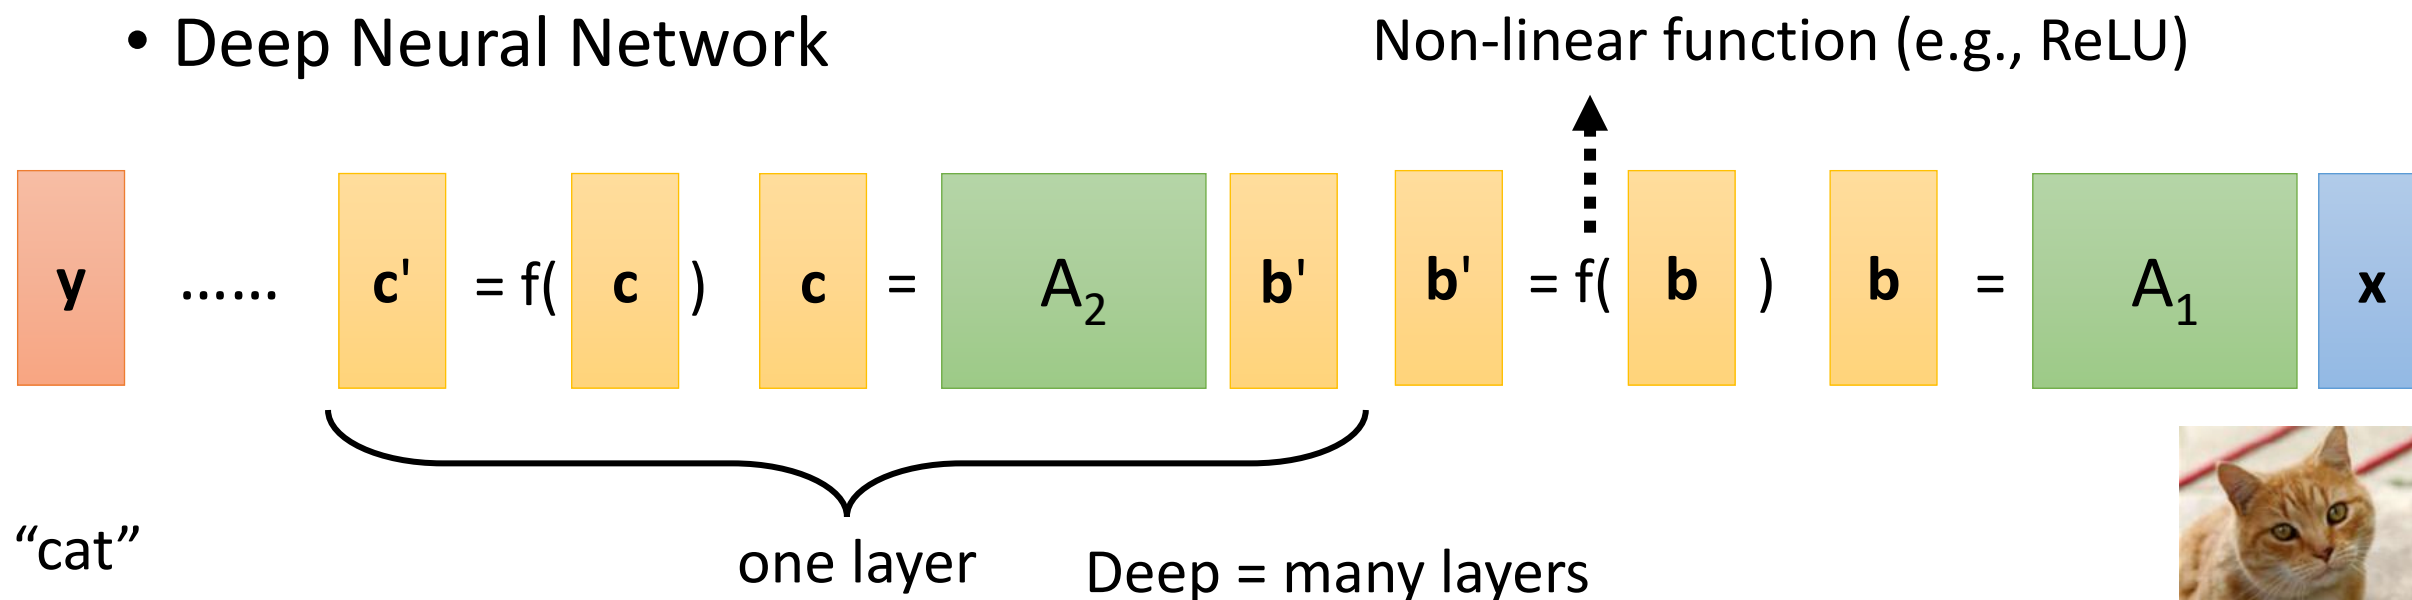 • Deep Neural Network
Non-linear function (e.g., ReLU)
y ...... c' = f( c ) c = A₂ b' b' = f( b ) b = A₁ x
"cat"
one layer
Deep = many layers